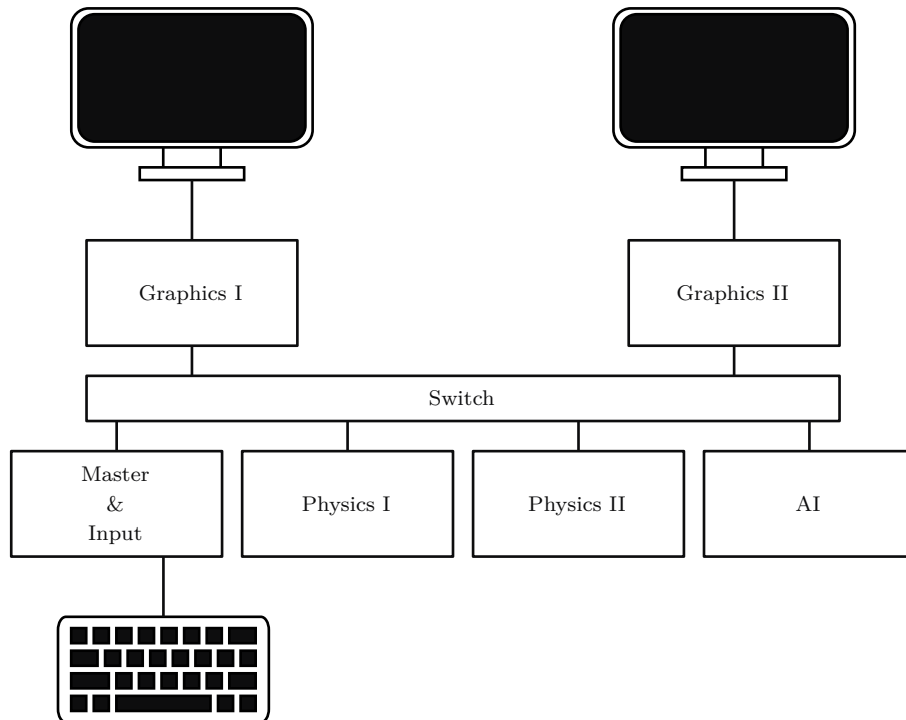 Graphics I
Graphics II
Switch
Master
&
Input
Physics I
Physics II
AI